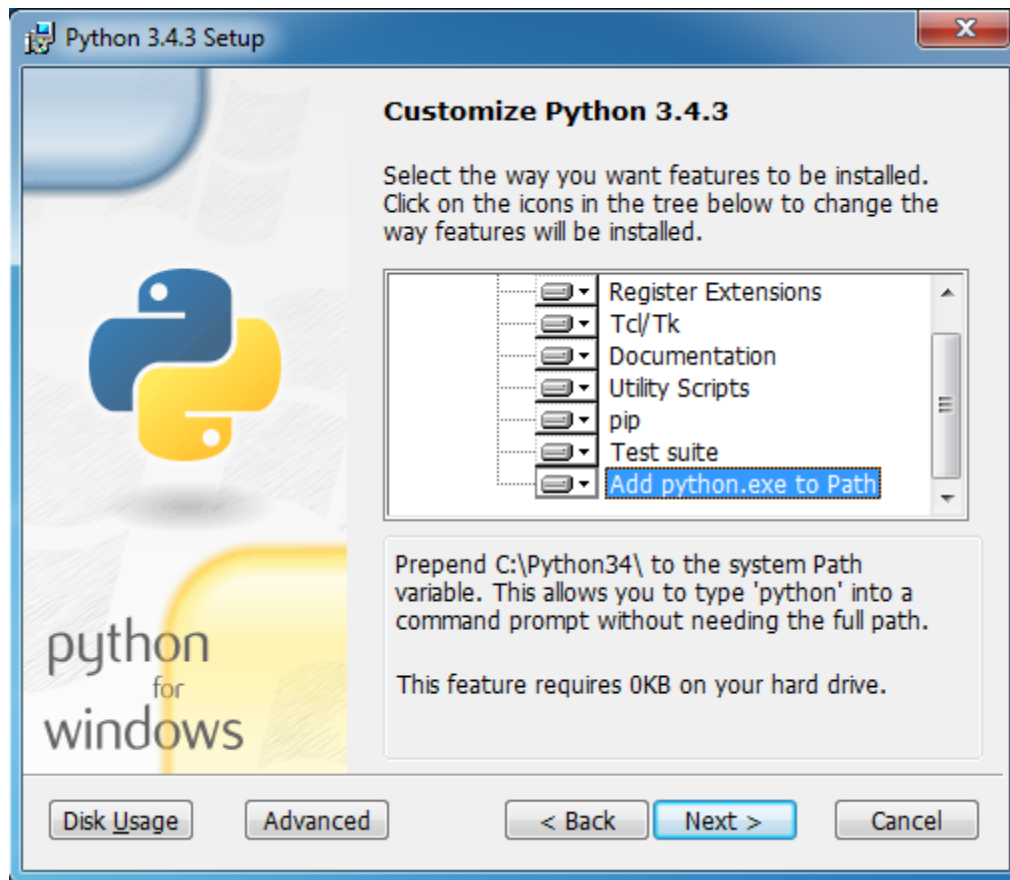 Python 3.4.3 Setup
Customize Python 3.4.3
Select the way you want features to be installed.
Click on the icons in the tree below to change the
way features will be installed.
Register Extensions
Tcl/Tk
Documentation
Utility Scripts
pip
Test suite
Add python.exe to Path
Prepend C:\Python34\ to the system Path
variable. This allows you to type 'python' into a
command prompt without needing the full path.
This feature requires 0KB on your hard drive.
python
for
windows
Disk Usage
Advanced
< Back
Next >
Cancel